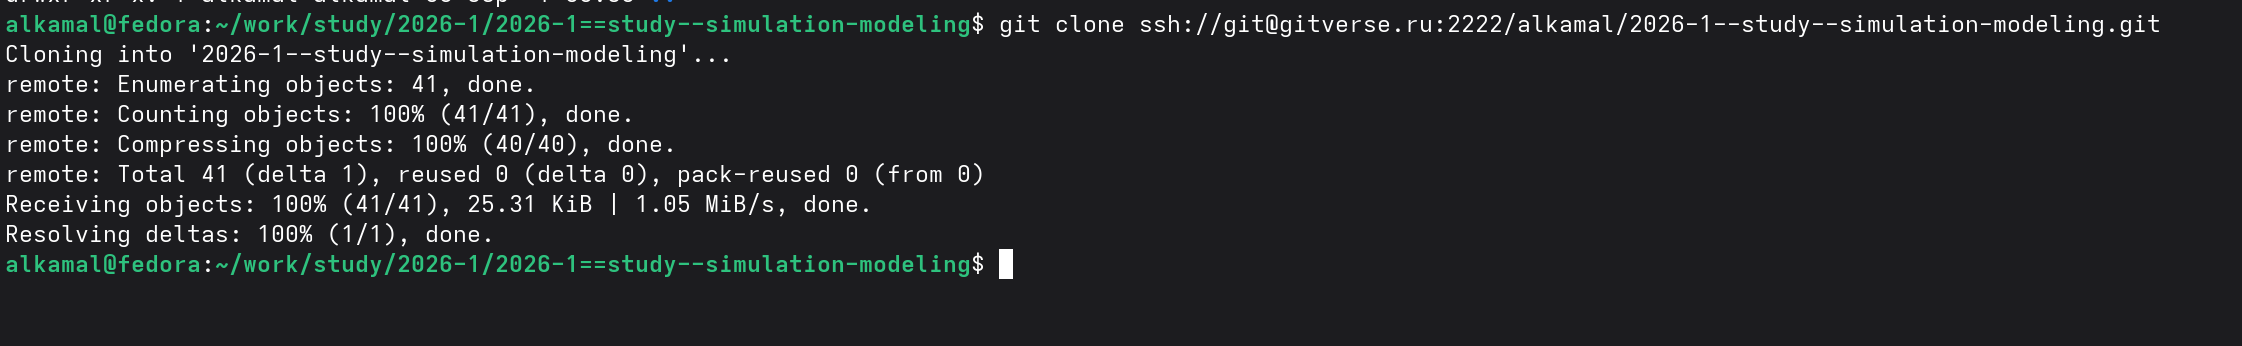 alkamal@fedora:~/work/study/2026-1/2026-1==study--simulation-modeling$ git clone ssh://git@gitverse.ru:2222/alkamal/2026-1--study--simulation-modeling.git
Cloning into '2026-1--study--simulation-modeling'...
remote: Enumerating objects: 41, done.
remote: Counting objects: 100% (41/41), done.
remote: Compressing objects: 100% (40/40), done.
remote: Total 41 (delta 1), reused 0 (delta 0), pack-reused 0 (from 0)
Receiving objects: 100% (41/41), 25.31 KiB | 1.05 MiB/s, done.
Resolving deltas: 100% (1/1), done.
alkamal@fedora:~/work/study/2026-1/2026-1==study--simulation-modeling$